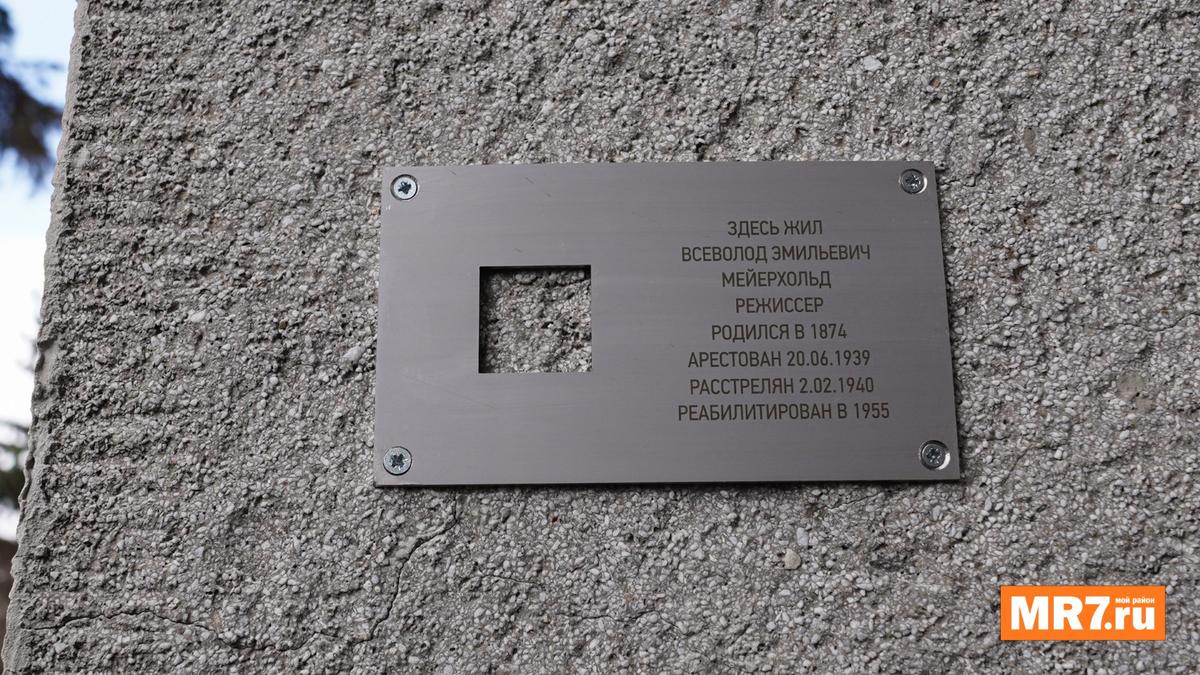 ЗДЕСЬ ЖИЛ
ВСЕВОЛОД ЭМИЛЬЕВИЧ
МЕЙЕРХОЛЬД
РЕЖИССЕР
РОДИЛСЯ В 1874
АРЕСТОВАН 20.06.1939
РАССТРЕЛЯН 2.02.1940
РЕАБИЛИТИРОВАН В 1955
мой район
MR7.ru